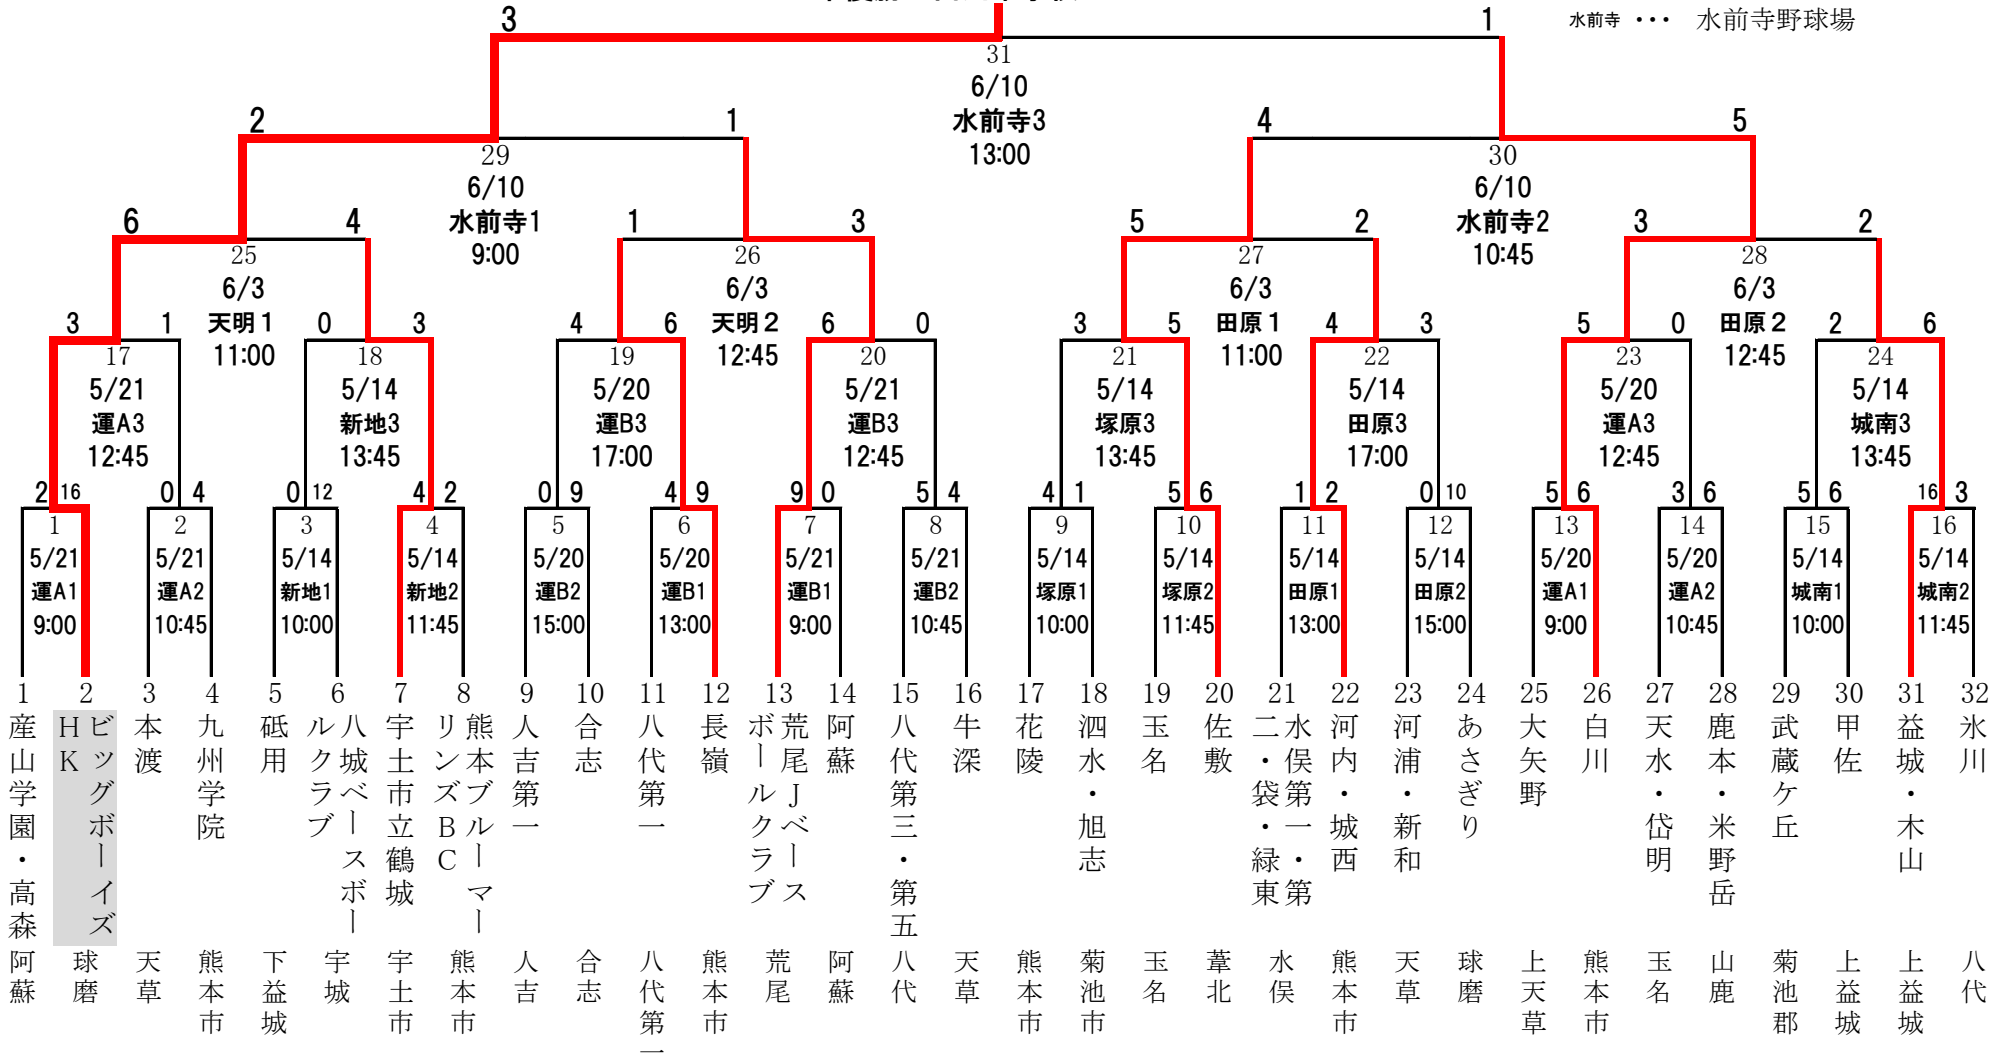 水前寺 ・・・ 水前寺野球場
3 1
31
6/10
水前寺3
13:00
2 1 4 5
29 30
6/10 6/10
水前寺1 水前寺2
9:00 10:45
6 4 1 3 5 2 3 2
25 26 27 28
6/3 6/3 6/3 6/3
天明1 天明2 田原1 田原2
11:00 12:45 11:00 12:45
3 1 0 3 4 6 6 0 3 5 4 3 5 0 2 6
17 18 19 20 21 22 23 24
5/21 5/14 5/20 5/21 5/14 5/14 5/20 5/14
運A3 新地3 運B3 運B3 塚原3 田原3 運A3 城南3
12:45 13:45 17:00 12:45 13:45 17:00 12:45 13:45
2 16 0 4 0 12 4 2 0 9 4 9 9 0 5 4 4 1 5 6 1 2 0 10 5 6 3 6 5 6 16 3
1 2 3 4 5 6 7 8 9 10 11 12 13 14 15 16
5/21 5/21 5/14 5/14 5/20 5/20 5/21 5/21 5/14 5/14 5/14 5/14 5/20 5/20 5/14 5/14
運A1 運A2 新地1 新地2 運B2 運B1 運B1 運B2 塚原1 塚原2 田原1 田原2 運A1 運A2 城南1 城南2
9:00 10:45 10:00 11:45 15:00 13:00 9:00 10:45 10:00 11:45 13:00 15:00 9:00 10:45 10:00 11:45
1 2 3 4 5 6 7 8 9 10 11 12 13 14 15 16 17 18 19 20 21 22 23 24 25 26 27 28 29 30 31 32
産山学園・高森
ビッグボーイズ
HK
本渡
九州学院
砥用
八城ベースボー
ルクラブ
宇土市立鶴城
熊本ブルーマー
リンズBC
人吉第一
合志
八代第一
長嶺
荒尾Jベース
ボールクラブ
阿蘇
八代第三・第五
牛深
花陵
泗水・旭志
玉名
佐敷
水俣第一・第
二・袋・緑東
河内・城西
河浦・新和
あさぎり
大矢野
白川
天水・岱明
鹿本・米野岳
武蔵ケ丘
甲佐
益城・木山
氷川
阿蘇
球磨
天草
熊本市
下益城
宇城
宇土市
熊本市
人吉
合志
八代第一
熊本市
荒尾
阿蘇
八代
天草
熊本市
菊池市
玉名
葦北
水俣
熊本市
天草
球磨
上天草
熊本市
玉名
山鹿
菊池郡
上益城
上益城
八代